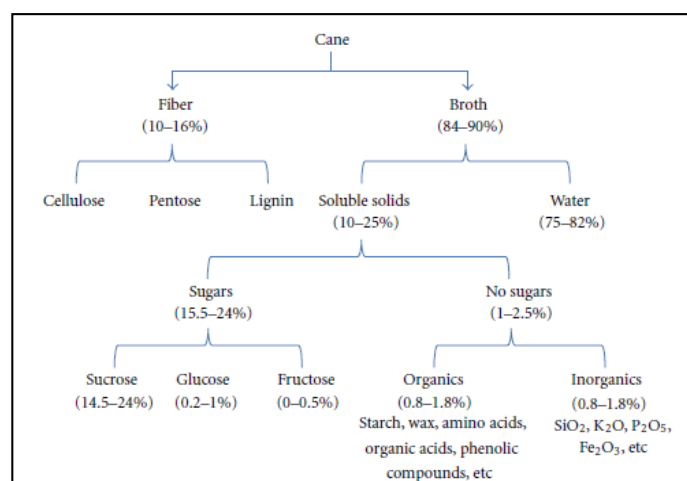 Cane
Fiber
(10–16%)
Broth
(84–90%)
Cellulose
Pentose
Lignin
Soluble solids
(10–25%)
Water
(75–82%)
Sugars
(15.5–24%)
No sugars
(1–2.5%)
Sucrose
(14.5–24%)
Glucose
(0.2–1%)
Fructose
(0–0.5%)
Organics
(0.8–1.8%)
Starch, wax, amino acids,
organic acids, phenolic
compounds, etc
Inorganics
(0.8–1.8%)
SiO₂, K₂O, P₂O₅,
Fe₂O₃, etc